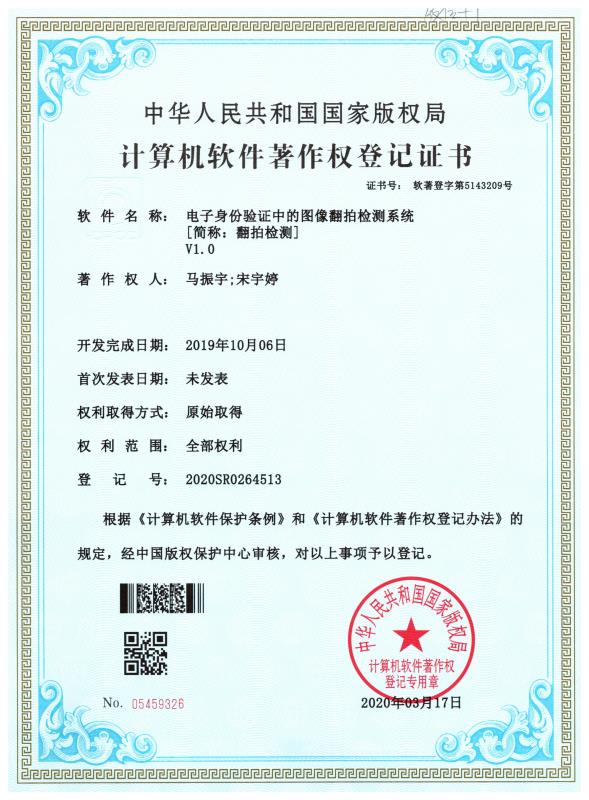 中华人民共和国国家版权局
计算机软件著作权登记证书
证书号： 软著登字第5143209号
软件名称： 电子身份验证中的图像翻拍检测系统
[简称：翻拍检测]
V1.0
著作权人： 马振宇;宋宇婷
开发完成日期： 2019年10月06日
首次发表日期： 未发表
权利取得方式： 原始取得
权利范围： 全部权利
登记号： 2020SR0264513
根据《计算机软件保护条例》和《计算机软件著作权登记办法》的
规定，经中国版权保护中心审核，对以上事项予以登记。
中华人民共和国国家版权局
计算机软件著作权
登记专用章
No. 05459326
2020年03月17日